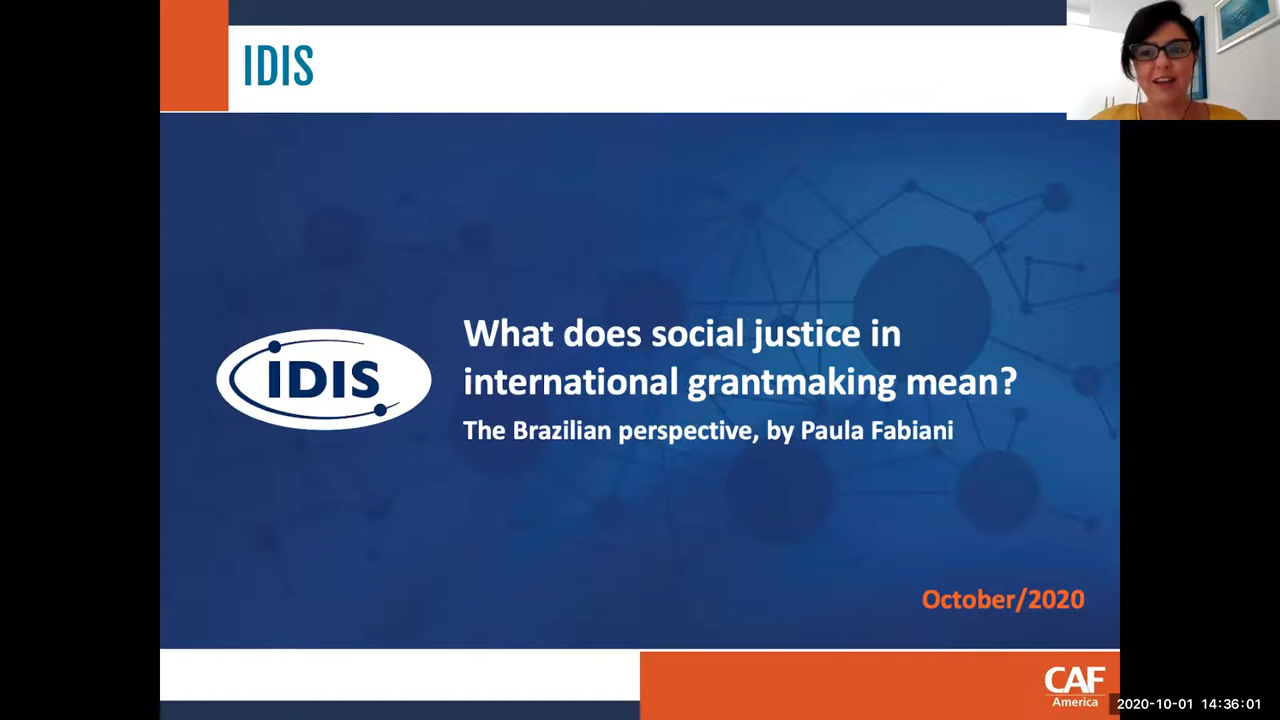 IDIS
IDIS
What does social justice in
international grantmaking mean?
The Brazilian perspective, by Paula Fabiani
October/2020
CAF
America
2020-10-01 14:36:01